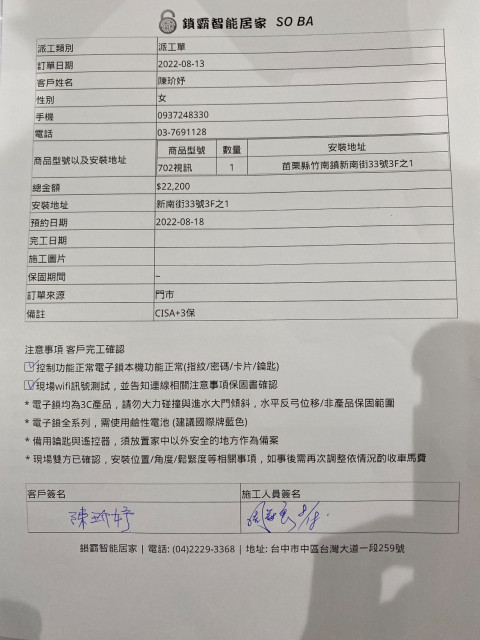 鎖霸智能居家 SO BA
派工類別 派工單
訂單日期 2022-08-13
客戶姓名 陳玠妤
性別 女
手機 0937248330
電話 03-7691128
商品型號以及安裝地址 商品型號 數量 安裝地址
702視訊 1 苗栗縣竹南鎮新南街33號3F之1
總金額 $22,200
安裝地址 新南街33號3F之1
預約日期 2022-08-18
完工日期
施工圖片
保固期間 –
訂單來源 門市
備註 CISA+3保
注意事項 客戶完工確認
控制功能正常電子鎖本機功能正常(指紋/密碼/卡片/鑰匙)
現場wifi訊號測試，並告知連線相關注意事項保固書確認
* 電子鎖均為3C產品，請勿大力碰撞與進水大門傾斜，水平反弓位移/非產品保固範圍
* 電子鎖全系列，需使用鹼性電池 (建議國際牌藍色)
* 備用鑰匙與遙控器，須放置家中以外安全的地方作為備案
* 現場雙方已確認，安裝位置/角度/鬆緊度等相關事項，如事後需再次調整依情況酌收車馬費
客戶簽名 施工人員簽名
陳玠妤 8/18
鎖霸智能居家 | 電話: (04)2229-3368 | 地址: 台中市中區台灣大道一段259號